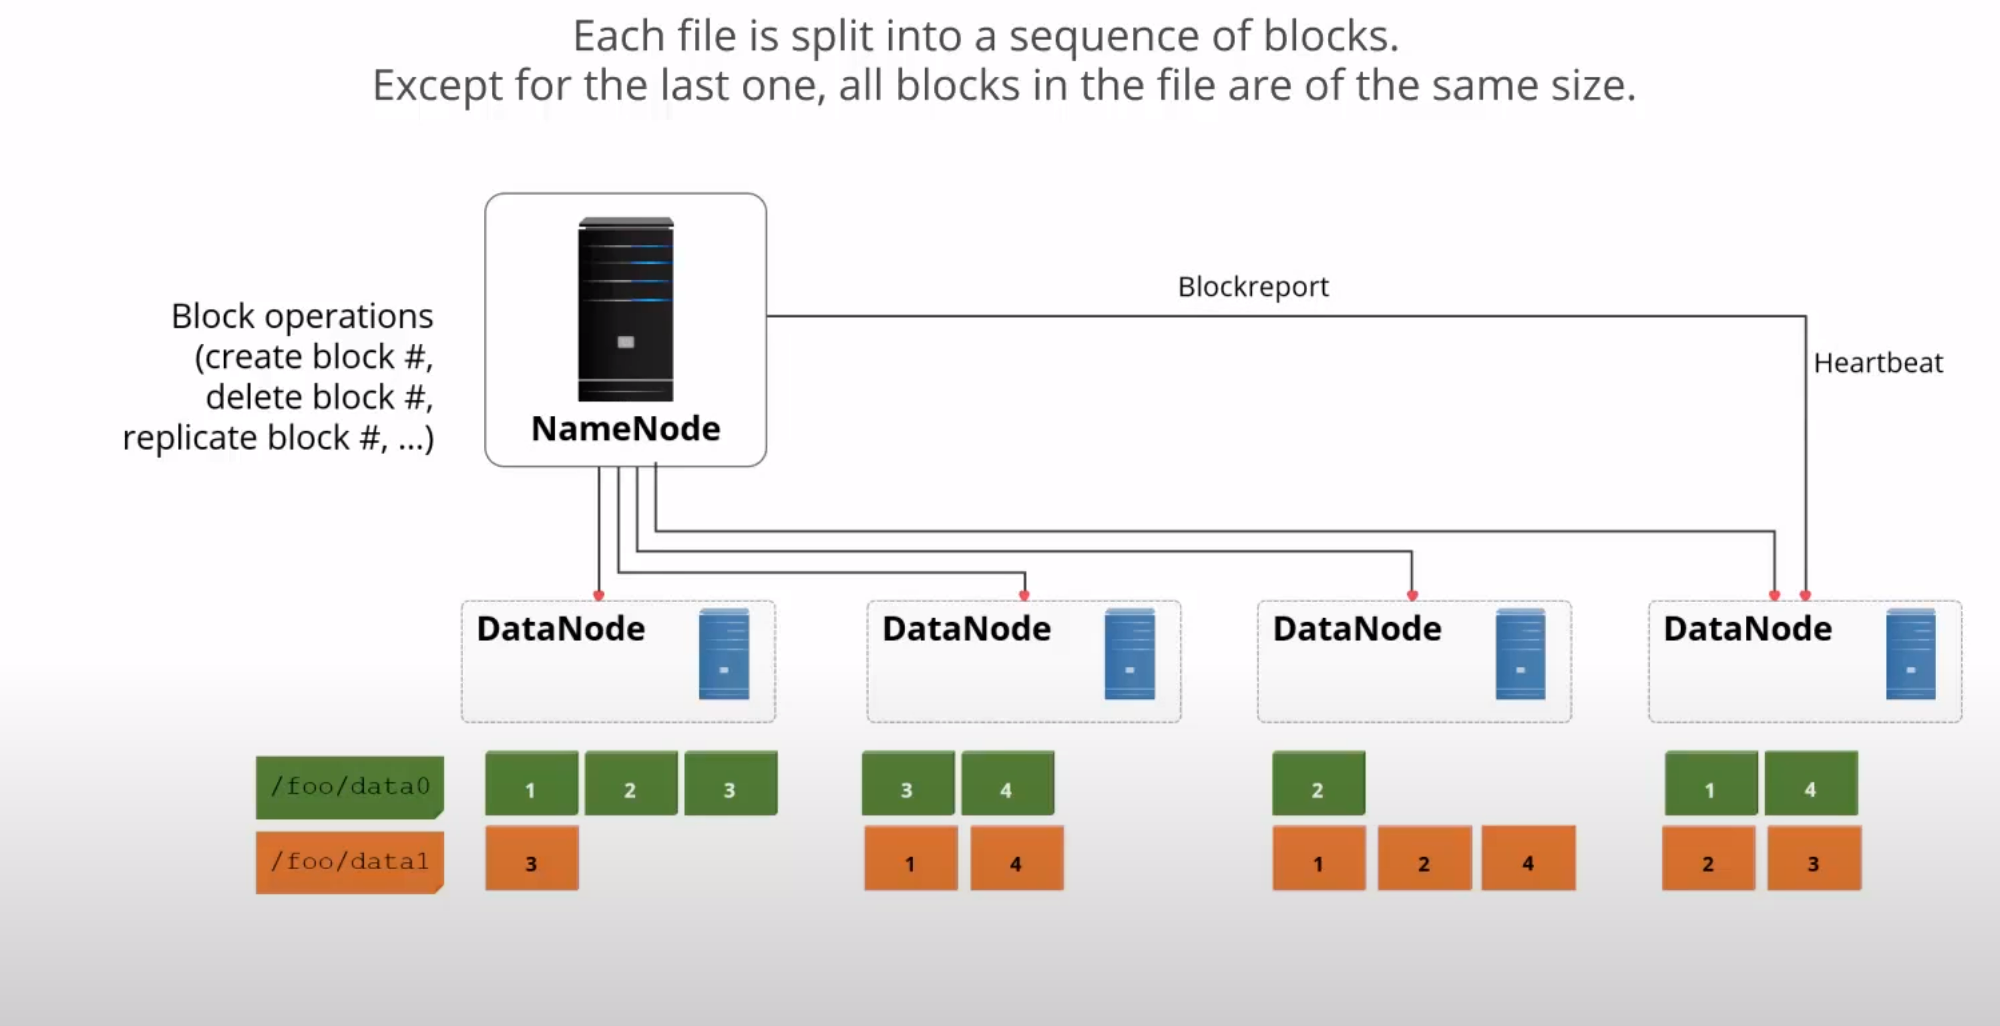 Each file is split into a sequence of blocks.
Except for the last one, all blocks in the file are of the same size.
Block operations
(create block #,
delete block #,
replicate block #, ...)
NameNode
Blockreport
Heartbeat
DataNode
DataNode
DataNode
DataNode
/foo/data0
1 2 3
3 4
2
1 4
/foo/data1
3
1 4
1 2 4
2 3